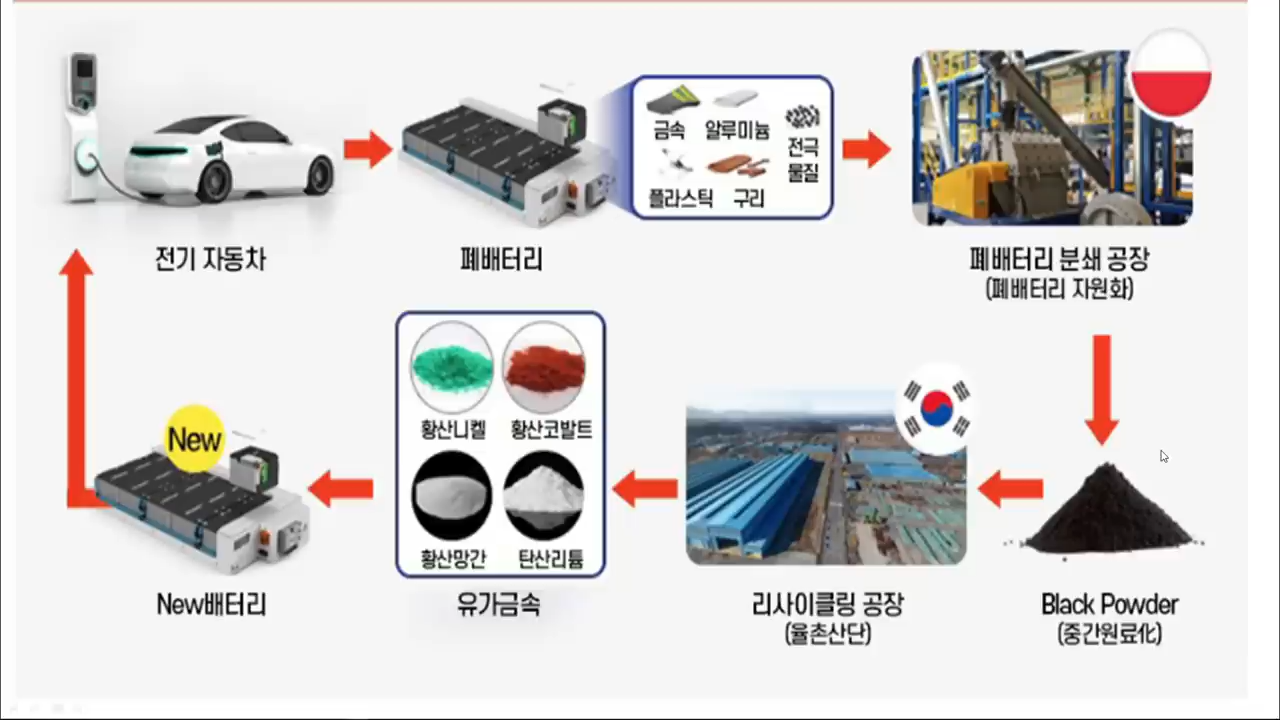 금속
알루미늄
전극
물질
플라스틱
구리
전기 자동차
폐배터리
폐배터리 분쇄 공장
(폐배터리 자원화)
New
황산니켈
황산코발트
황산망간
탄산리튬
New배터리
유가금속
리사이클링 공장
(율촌산단)
Black Powder
(중간원료化)